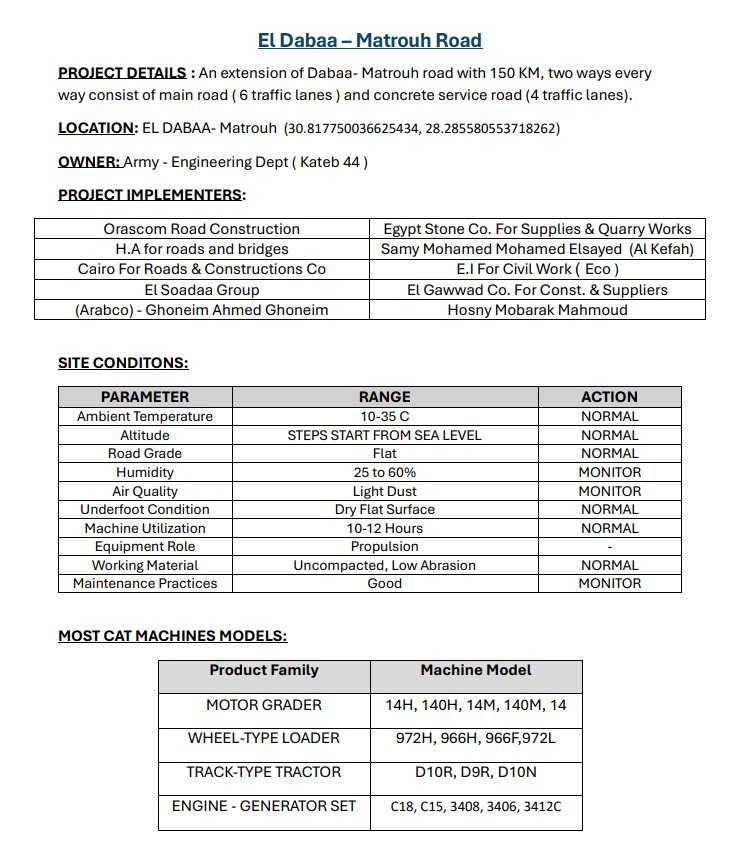 El Dabaa – Matrouh Road
PROJECT DETAILS : An extension of Dabaa- Matrouh road with 150 KM, two ways every
way consist of main road ( 6 traffic lanes ) and concrete service road (4 traffic lanes).
LOCATION: EL DABAA- Matrouh (30.817750036625434, 28.285580553718262)
OWNER: Army - Engineering Dept ( Kateb 44 )
PROJECT IMPLEMENTERS:
Orascom Road Construction Egypt Stone Co. For Supplies & Quarry Works
H.A for roads and bridges Samy Mohamed Mohamed Elsayed (Al Kefah)
Cairo For Roads & Constructions Co E.I For Civil Work ( Eco )
El Soadaa Group El Gawwad Co. For Const. & Suppliers
(Arabco) - Ghoneim Ahmed Ghoneim Hosny Mobarak Mahmoud
SITE CONDITONS:
PARAMETER RANGE ACTION
Ambient Temperature 10-35 C NORMAL
Altitude STEPS START FROM SEA LEVEL NORMAL
Road Grade Flat NORMAL
Humidity 25 to 60% MONITOR
Air Quality Light Dust MONITOR
Underfoot Condition Dry Flat Surface NORMAL
Machine Utilization 10-12 Hours NORMAL
Equipment Role Propulsion -
Working Material Uncompacted, Low Abrasion NORMAL
Maintenance Practices Good MONITOR
MOST CAT MACHINES MODELS:
Product Family Machine Model
MOTOR GRADER 14H, 140H, 14M, 140M, 14
WHEEL-TYPE LOADER 972H, 966H, 966F,972L
TRACK-TYPE TRACTOR D10R, D9R, D10N
ENGINE - GENERATOR SET C18, C15, 3408, 3406, 3412C